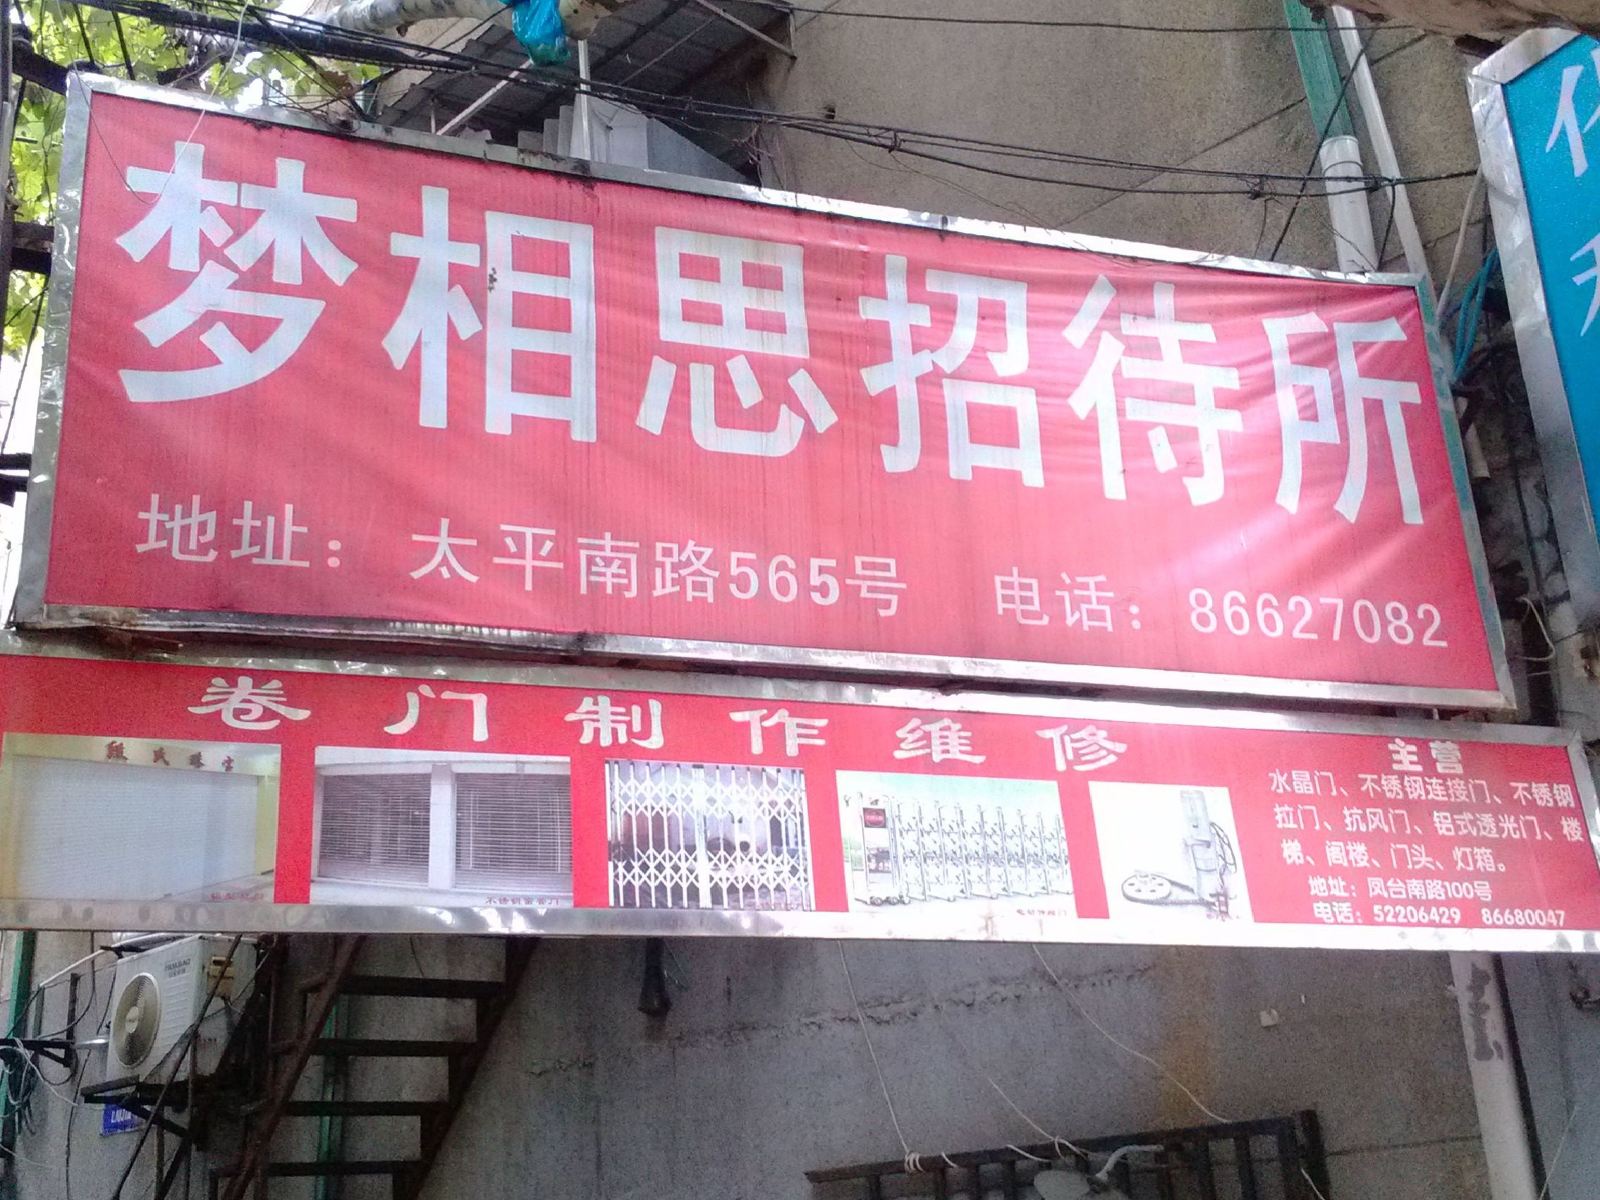 梦相思招待所
地址：太平南路565号 电话：86627082
卷门制作维修
主营
水晶门、不锈钢连接门、不锈钢
拉门、抗风门、铝式透光门、楼
梯、阁楼、门头、灯箱。
地址：凤台南路100号
电话：52206429 86680047